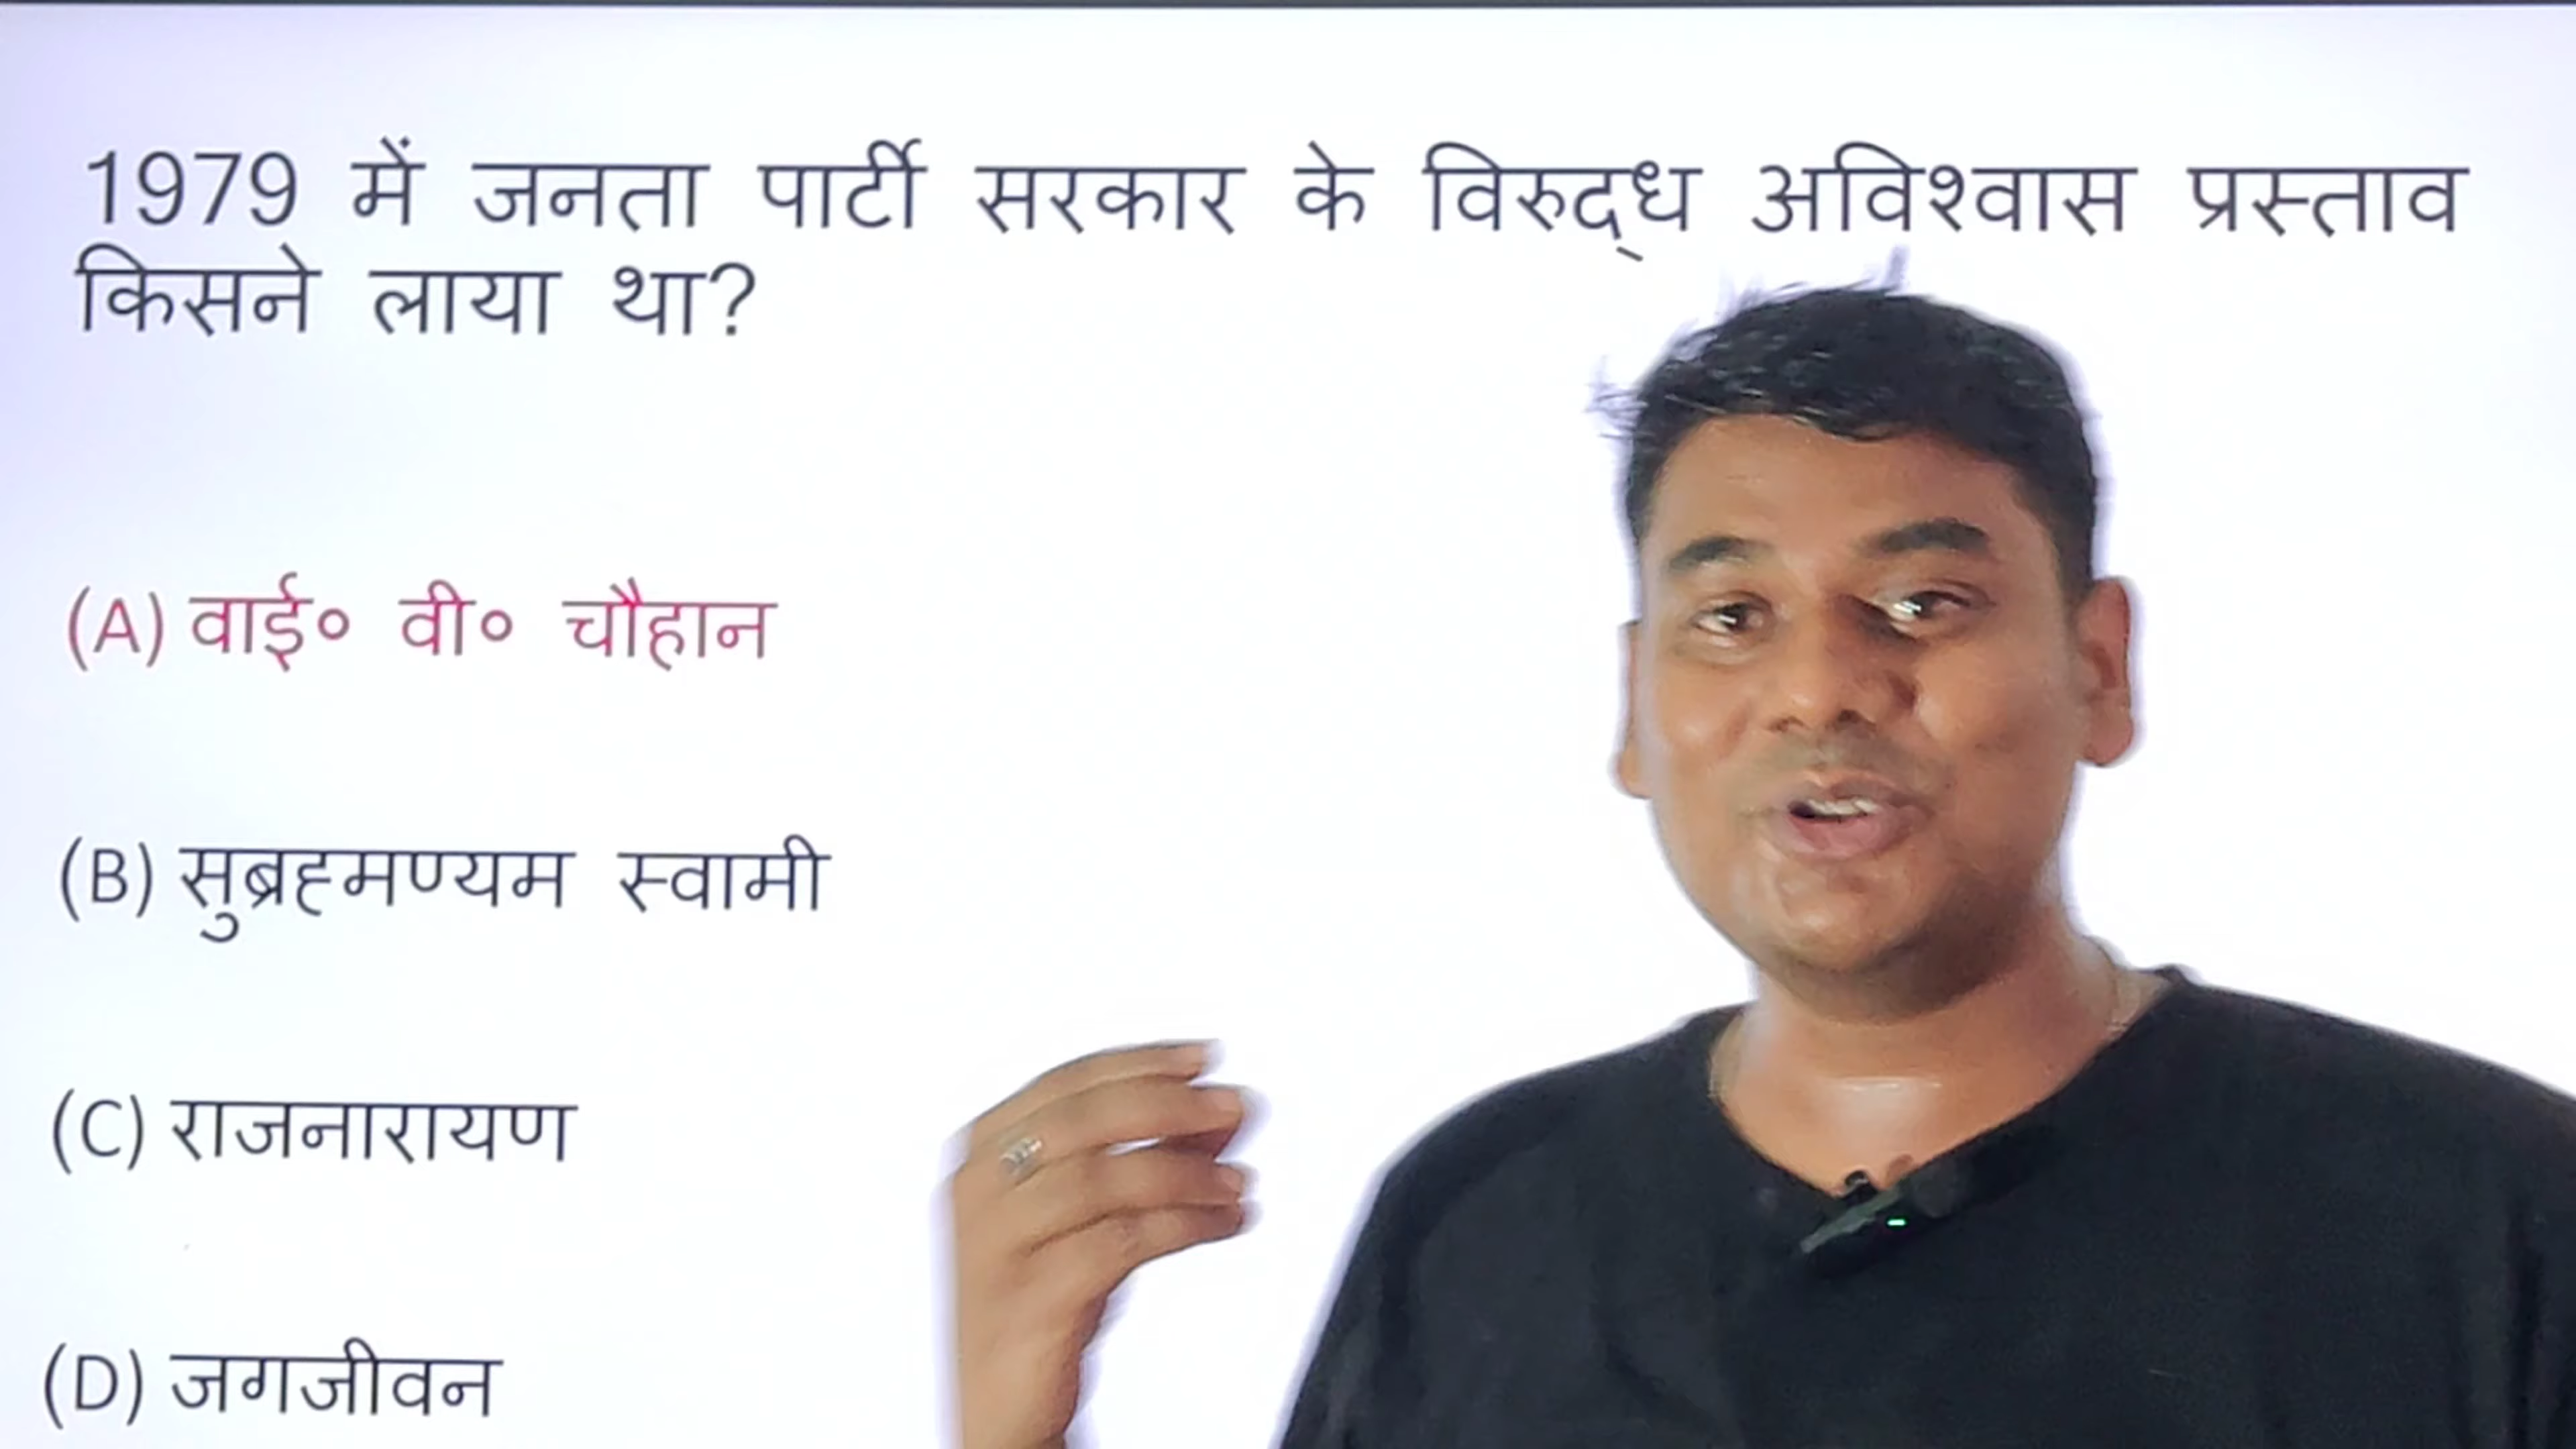 1979 में जनता पार्टी सरकार के विरुद्ध अविश्वास प्रस्ताव
किसने लाया था?
(A) वाई० वी० चौहान
(B) सुब्रह्मण्यम स्वामी
(C) राजनारायण
(D) जगजीवन